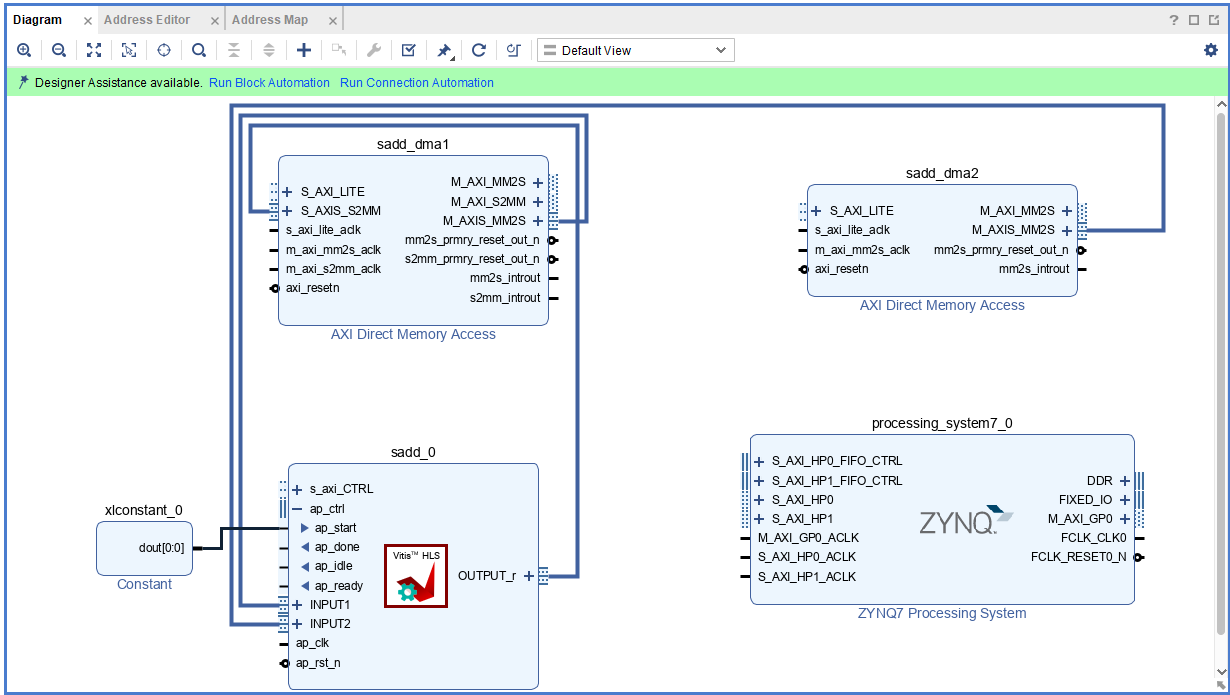 Diagram
Address Editor
Address Map
Default View
Designer Assistance available. Run Block Automation Run Connection Automation
sadd_dma1
S_AXI_LITE
S_AXIS_S2MM
s_axi_lite_aclk
m_axi_mm2s_aclk
m_axi_s2mm_aclk
axi_resetn
M_AXI_MM2S
M_AXI_S2MM
M_AXIS_MM2S
mm2s_prmry_reset_out_n
s2mm_prmry_reset_out_n
mm2s_introut
s2mm_introut
AXI Direct Memory Access
sadd_dma2
S_AXI_LITE
s_axi_lite_aclk
m_axi_mm2s_aclk
axi_resetn
M_AXI_MM2S
M_AXIS_MM2S
mm2s_prmry_reset_out_n
mm2s_introut
AXI Direct Memory Access
xlconstant_0
dout[0:0]
Constant
sadd_0
s_axi_CTRL
ap_ctrl
ap_start
ap_done
ap_idle
ap_ready
INPUT1
INPUT2
ap_clk
ap_rst_n
Vitis™ HLS
OUTPUT_r
processing_system7_0
S_AXI_HP0_FIFO_CTRL
S_AXI_HP1_FIFO_CTRL
S_AXI_HP0
S_AXI_HP1
M_AXI_GP0_ACLK
S_AXI_HP0_ACLK
S_AXI_HP1_ACLK
ZYNQ
DDR
FIXED_IO
M_AXI_GP0
FCLK_CLK0
FCLK_RESET0_N
ZYNQ7 Processing System